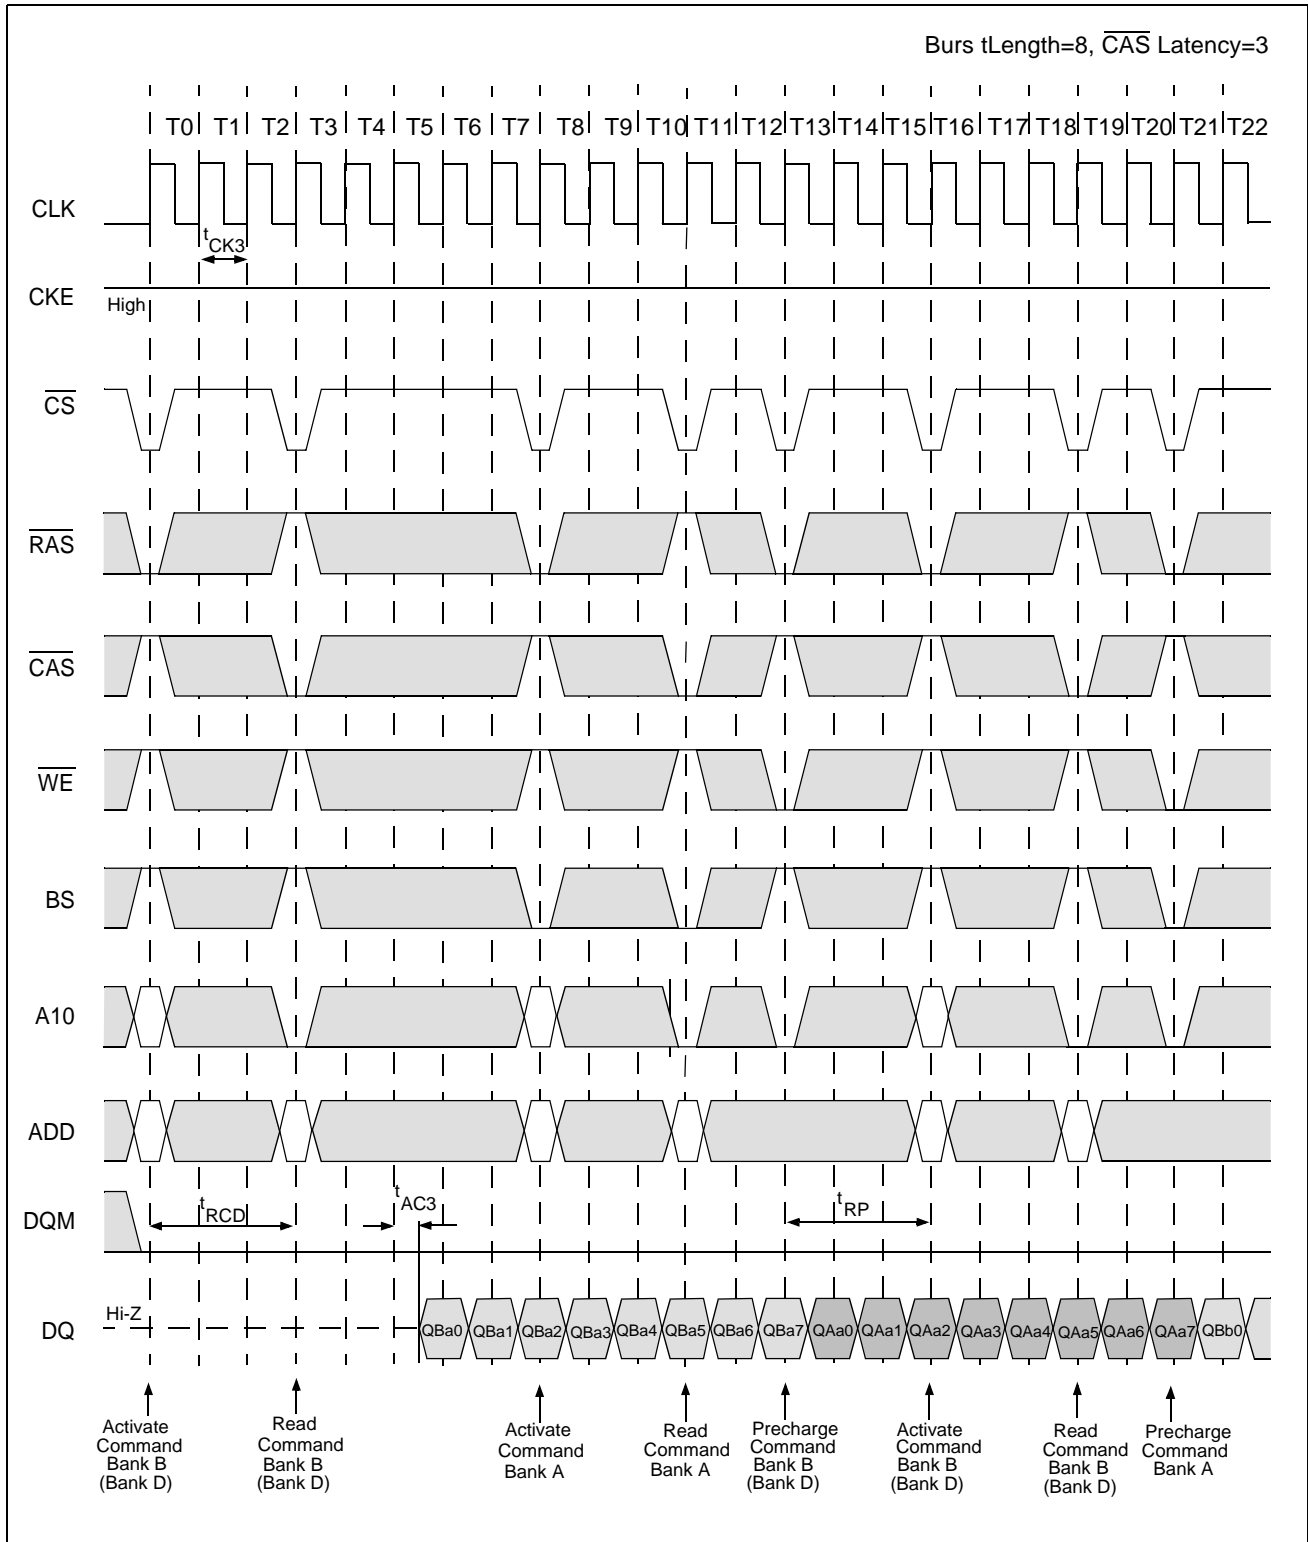 Burs tLength=8, CAS Latency=3
T0 T1 T2 T3 T4 T5 T6 T7 T8 T9 T10 T11 T12 T13 T14 T15 T16 T17 T18 T19 T20 T21 T22
CLK
tCK3
CKE
High
CS
RAS
CAS
WE
BS
A10
ADD
DQM
tRCD
tAC3
tRP
DQ
Hi-Z
QBa0 QBa1 QBa2 QBa3 QBa4 QBa5 QBa6 QBa7 QAa0 QAa1 QAa2 QAa3 QAa4 QAa5 QAa6 QAa7 QBb0
Activate
Command
Bank B
(Bank D)
Read
Command
Bank B
(Bank D)
Activate
Command
Bank A
Read
Command
Bank A
Precharge
Command
Bank B
(Bank D)
Activate
Command
Bank B
(Bank D)
Read
Command
Bank B
(Bank D)
Precharge
Command
Bank A